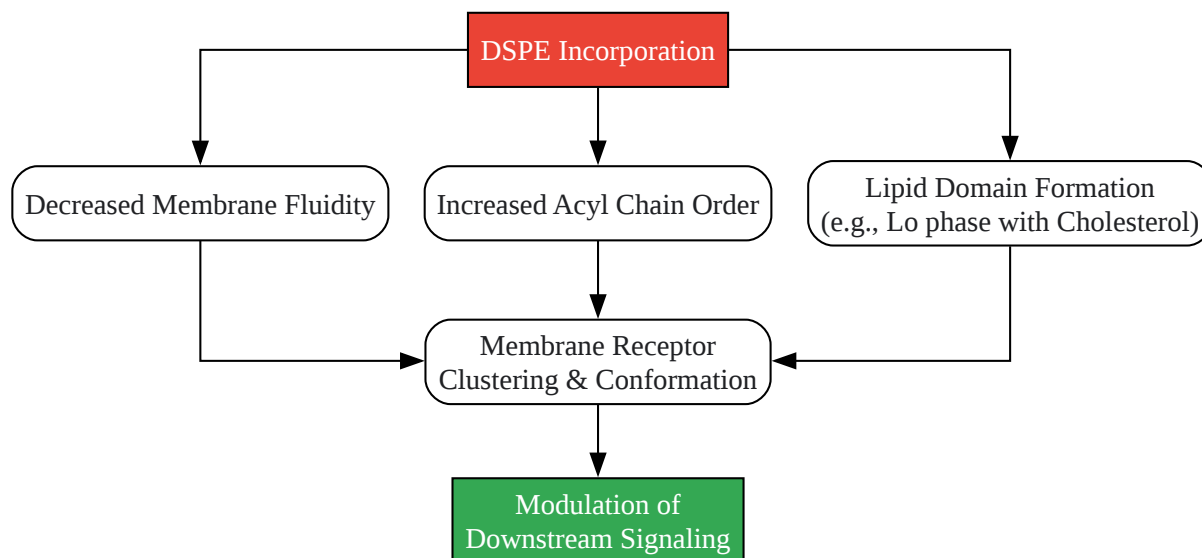 DSPE Incorporation
Decreased Membrane Fluidity
Increased Acyl Chain Order
Lipid Domain Formation
(e.g., Lo phase with Cholesterol)
Membrane Receptor
Clustering & Conformation
Modulation of
Downstream Signaling